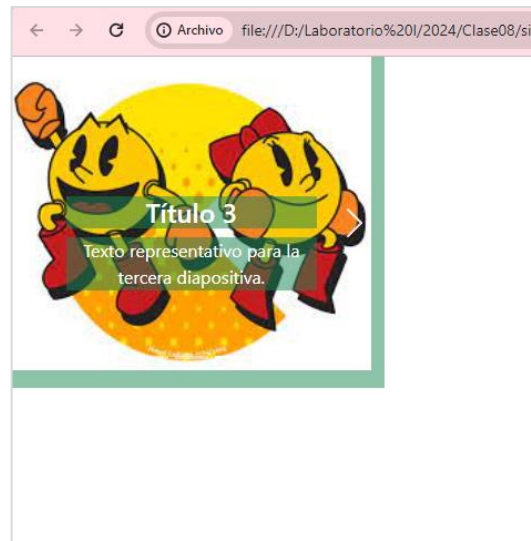 Archivo file:///D:/Laboratorio%20I/2024/Clase08/si
Título 3
Texto representativo para la
tercera diapositiva.